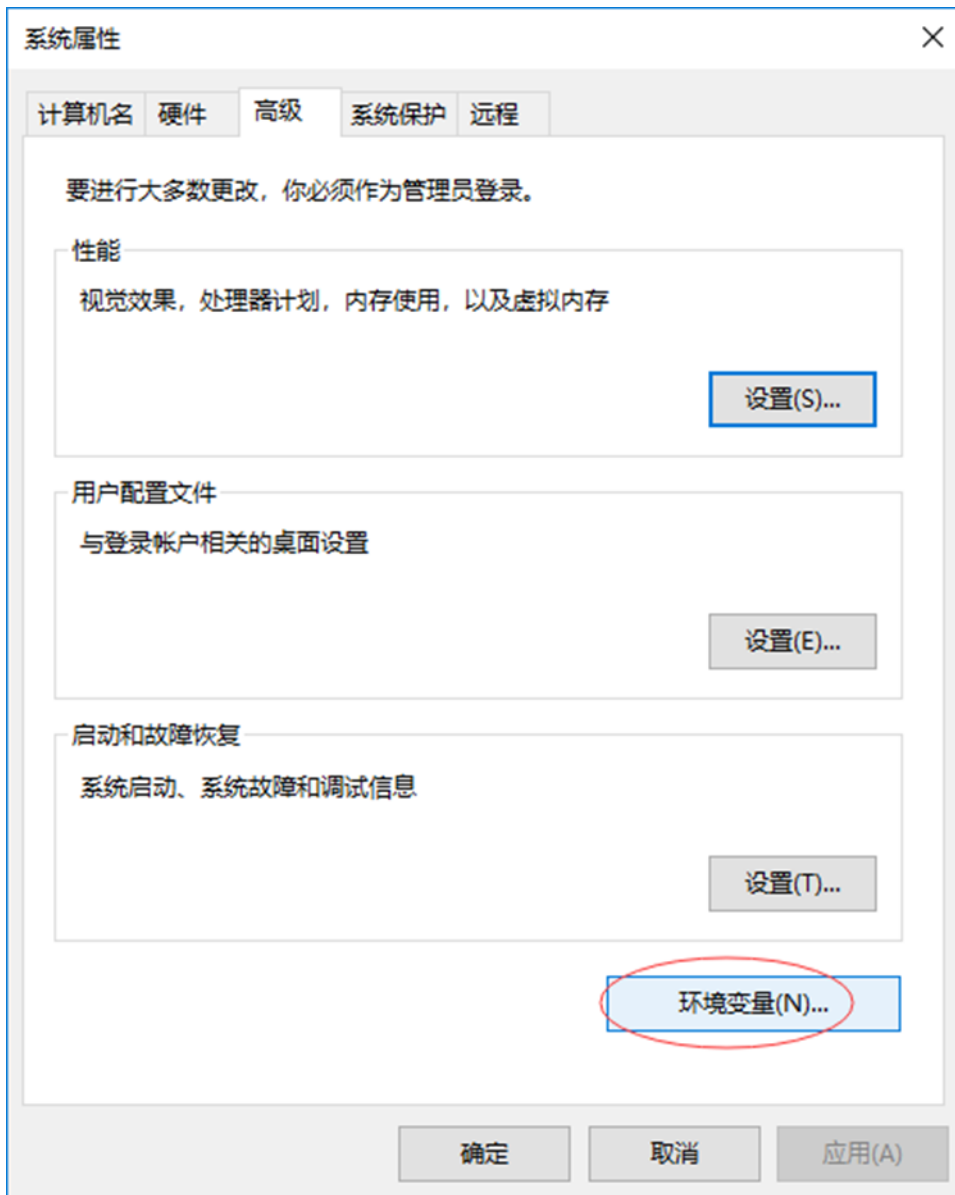 系统属性
计算机名 硬件 高级 系统保护 远程
要进行大多数更改，你必须作为管理员登录。
性能
视觉效果，处理器计划，内存使用，以及虚拟内存
设置(S)...
用户配置文件
与登录帐户相关的桌面设置
设置(E)...
启动和故障恢复
系统启动、系统故障和调试信息
设置(T)...
环境变量(N)...
确定 取消 应用(A)